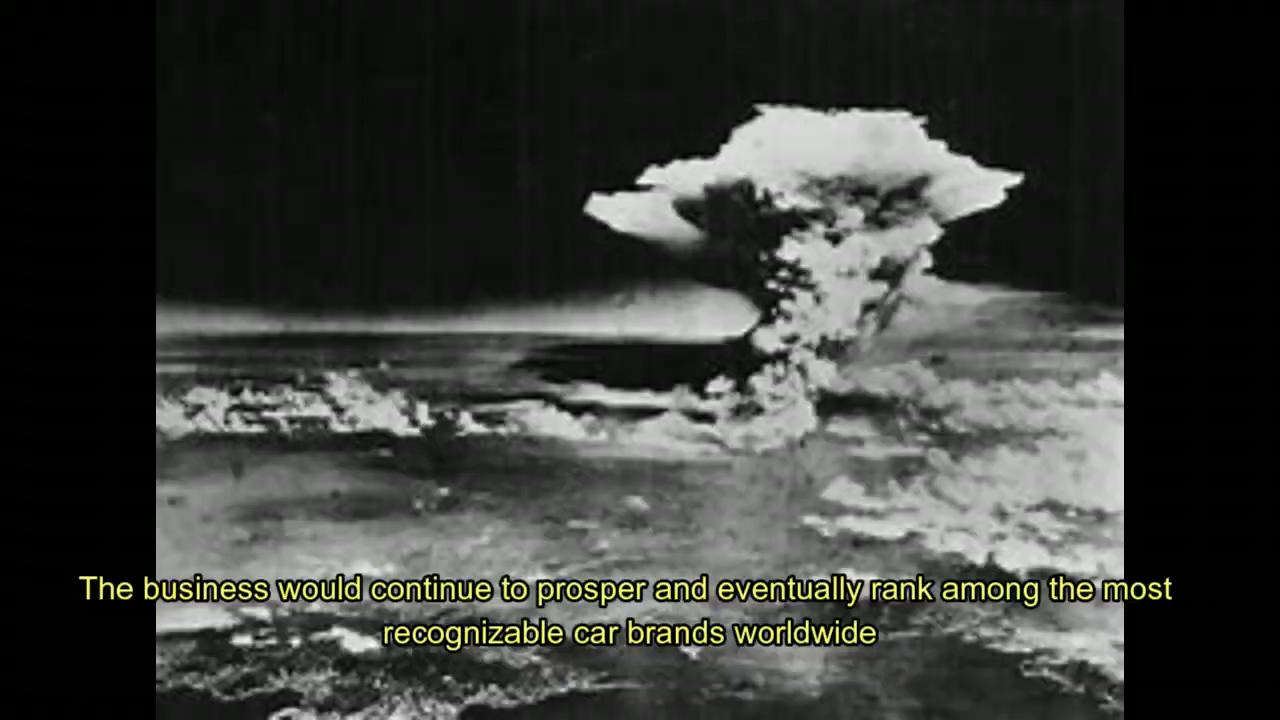 The business would continue to prosper and eventually rank among the most
recognizable car brands worldwide